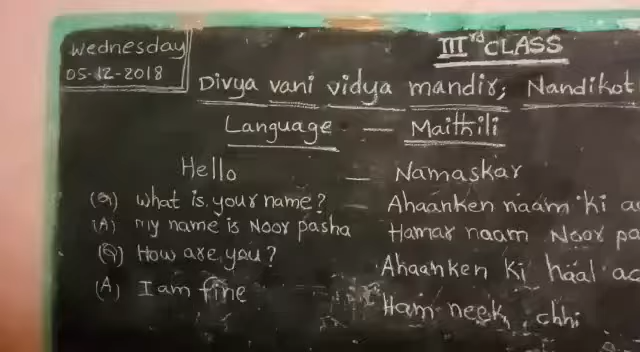 Wednesday
05-12-2018
IIIrd CLASS
Divya vani vidya mandir, Nandikot
Language — Maithili
Hello — Namaskar
(Q) What is your name? Ahaanken naam ki
(A) my name is Noor pasha Hamar naam Noor pa
(Q) How are you? Ahaanken ki haal
(A) I am fine Ham neek chhi